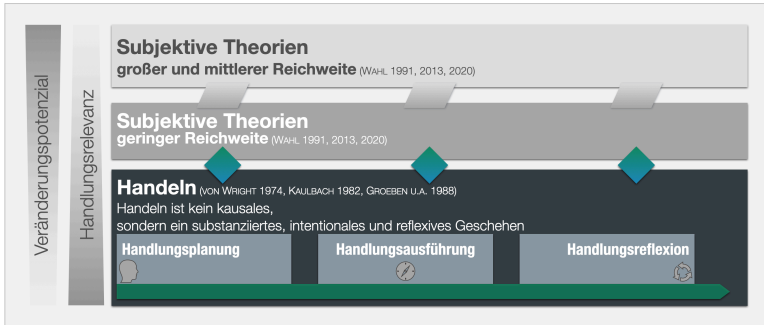 Veränderungspotenzial
Handlungsrelevanz
Subjektive Theorien
großer und mittlerer Reichweite (WAHL 1991, 2013, 2020)
Subjektive Theorien
geringer Reichweite (WAHL 1991, 2013, 2020)
Handeln (VON WRIGHT 1974, KAULBACH 1982, GROEBEN U.A. 1988)
Handeln ist kein kausales,
sondern ein substanziiertes, intentionales und reflexives Geschehen
Handlungsplanung
Handlungsausführung
Handlungsreflexion